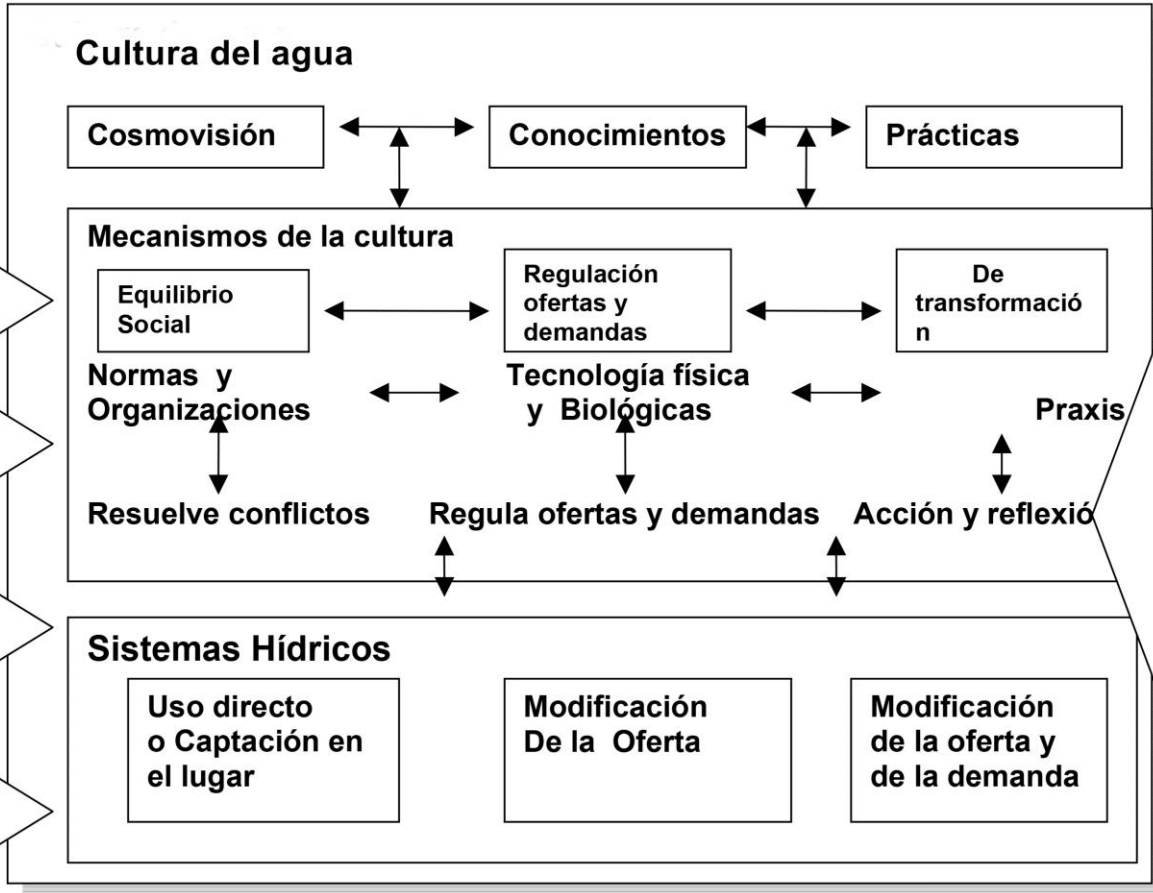 Cultura del agua
Cosmovisión
Conocimientos
Prácticas
Mecanismos de la cultura
Equilibrio
Social
Regulación
ofertas y
demandas
De
transformació
n
Normas y
Organizaciones
Tecnología física
y Biológicas
Praxis
Resuelve conflictos
Regula ofertas y demandas
Acción y reflexió
Sistemas Hídricos
Uso directo
o Captación en
el lugar
Modificación
De la Oferta
Modificación
de la oferta y
de la demanda